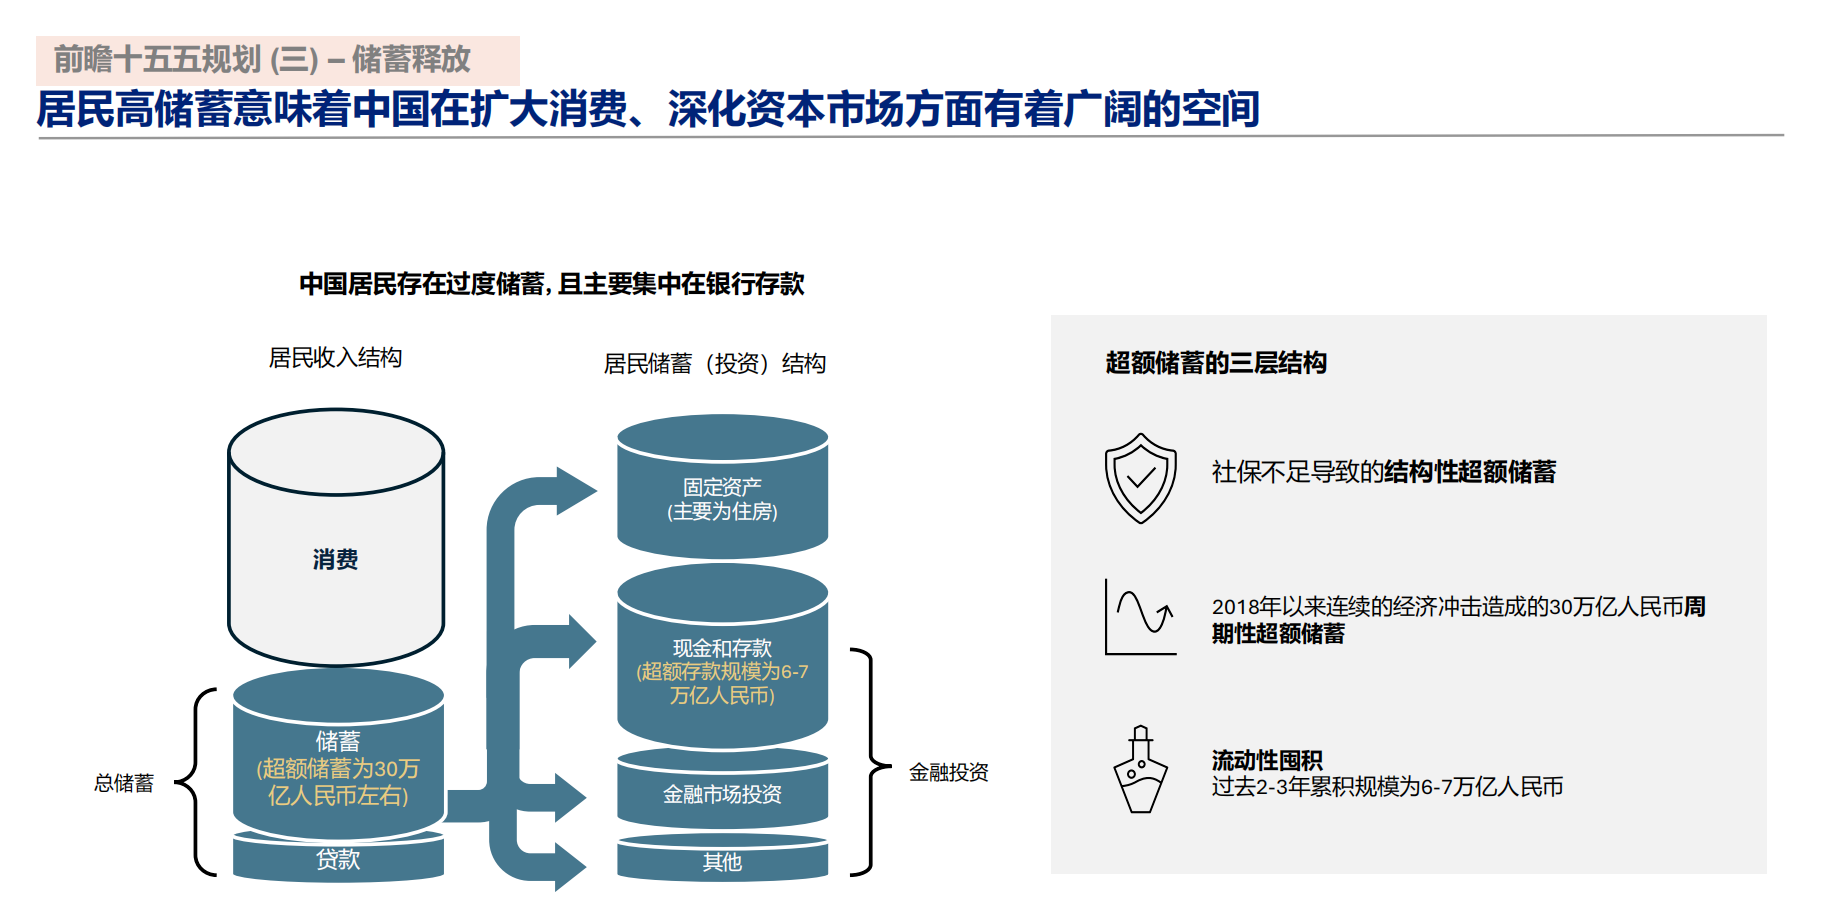 前瞻十五五规划 (三) – 储蓄释放
居民高储蓄意味着中国在扩大消费、深化资本市场方面有着广阔的空间
中国居民存在过度储蓄, 且主要集中在银行存款
居民收入结构
居民储蓄（投资）结构
消费
总储蓄
储蓄
(超额储蓄为30万
亿人民币左右)
贷款
固定资产
(主要为住房)
现金和存款
(超额存款规模为6-7
万亿人民币)
金融市场投资
其他
金融投资
超额储蓄的三层结构
社保不足导致的结构性超额储蓄
2018年以来连续的经济冲击造成的30万亿人民币周
期性超额储蓄
流动性囤积
过去2-3年累积规模为6-7万亿人民币